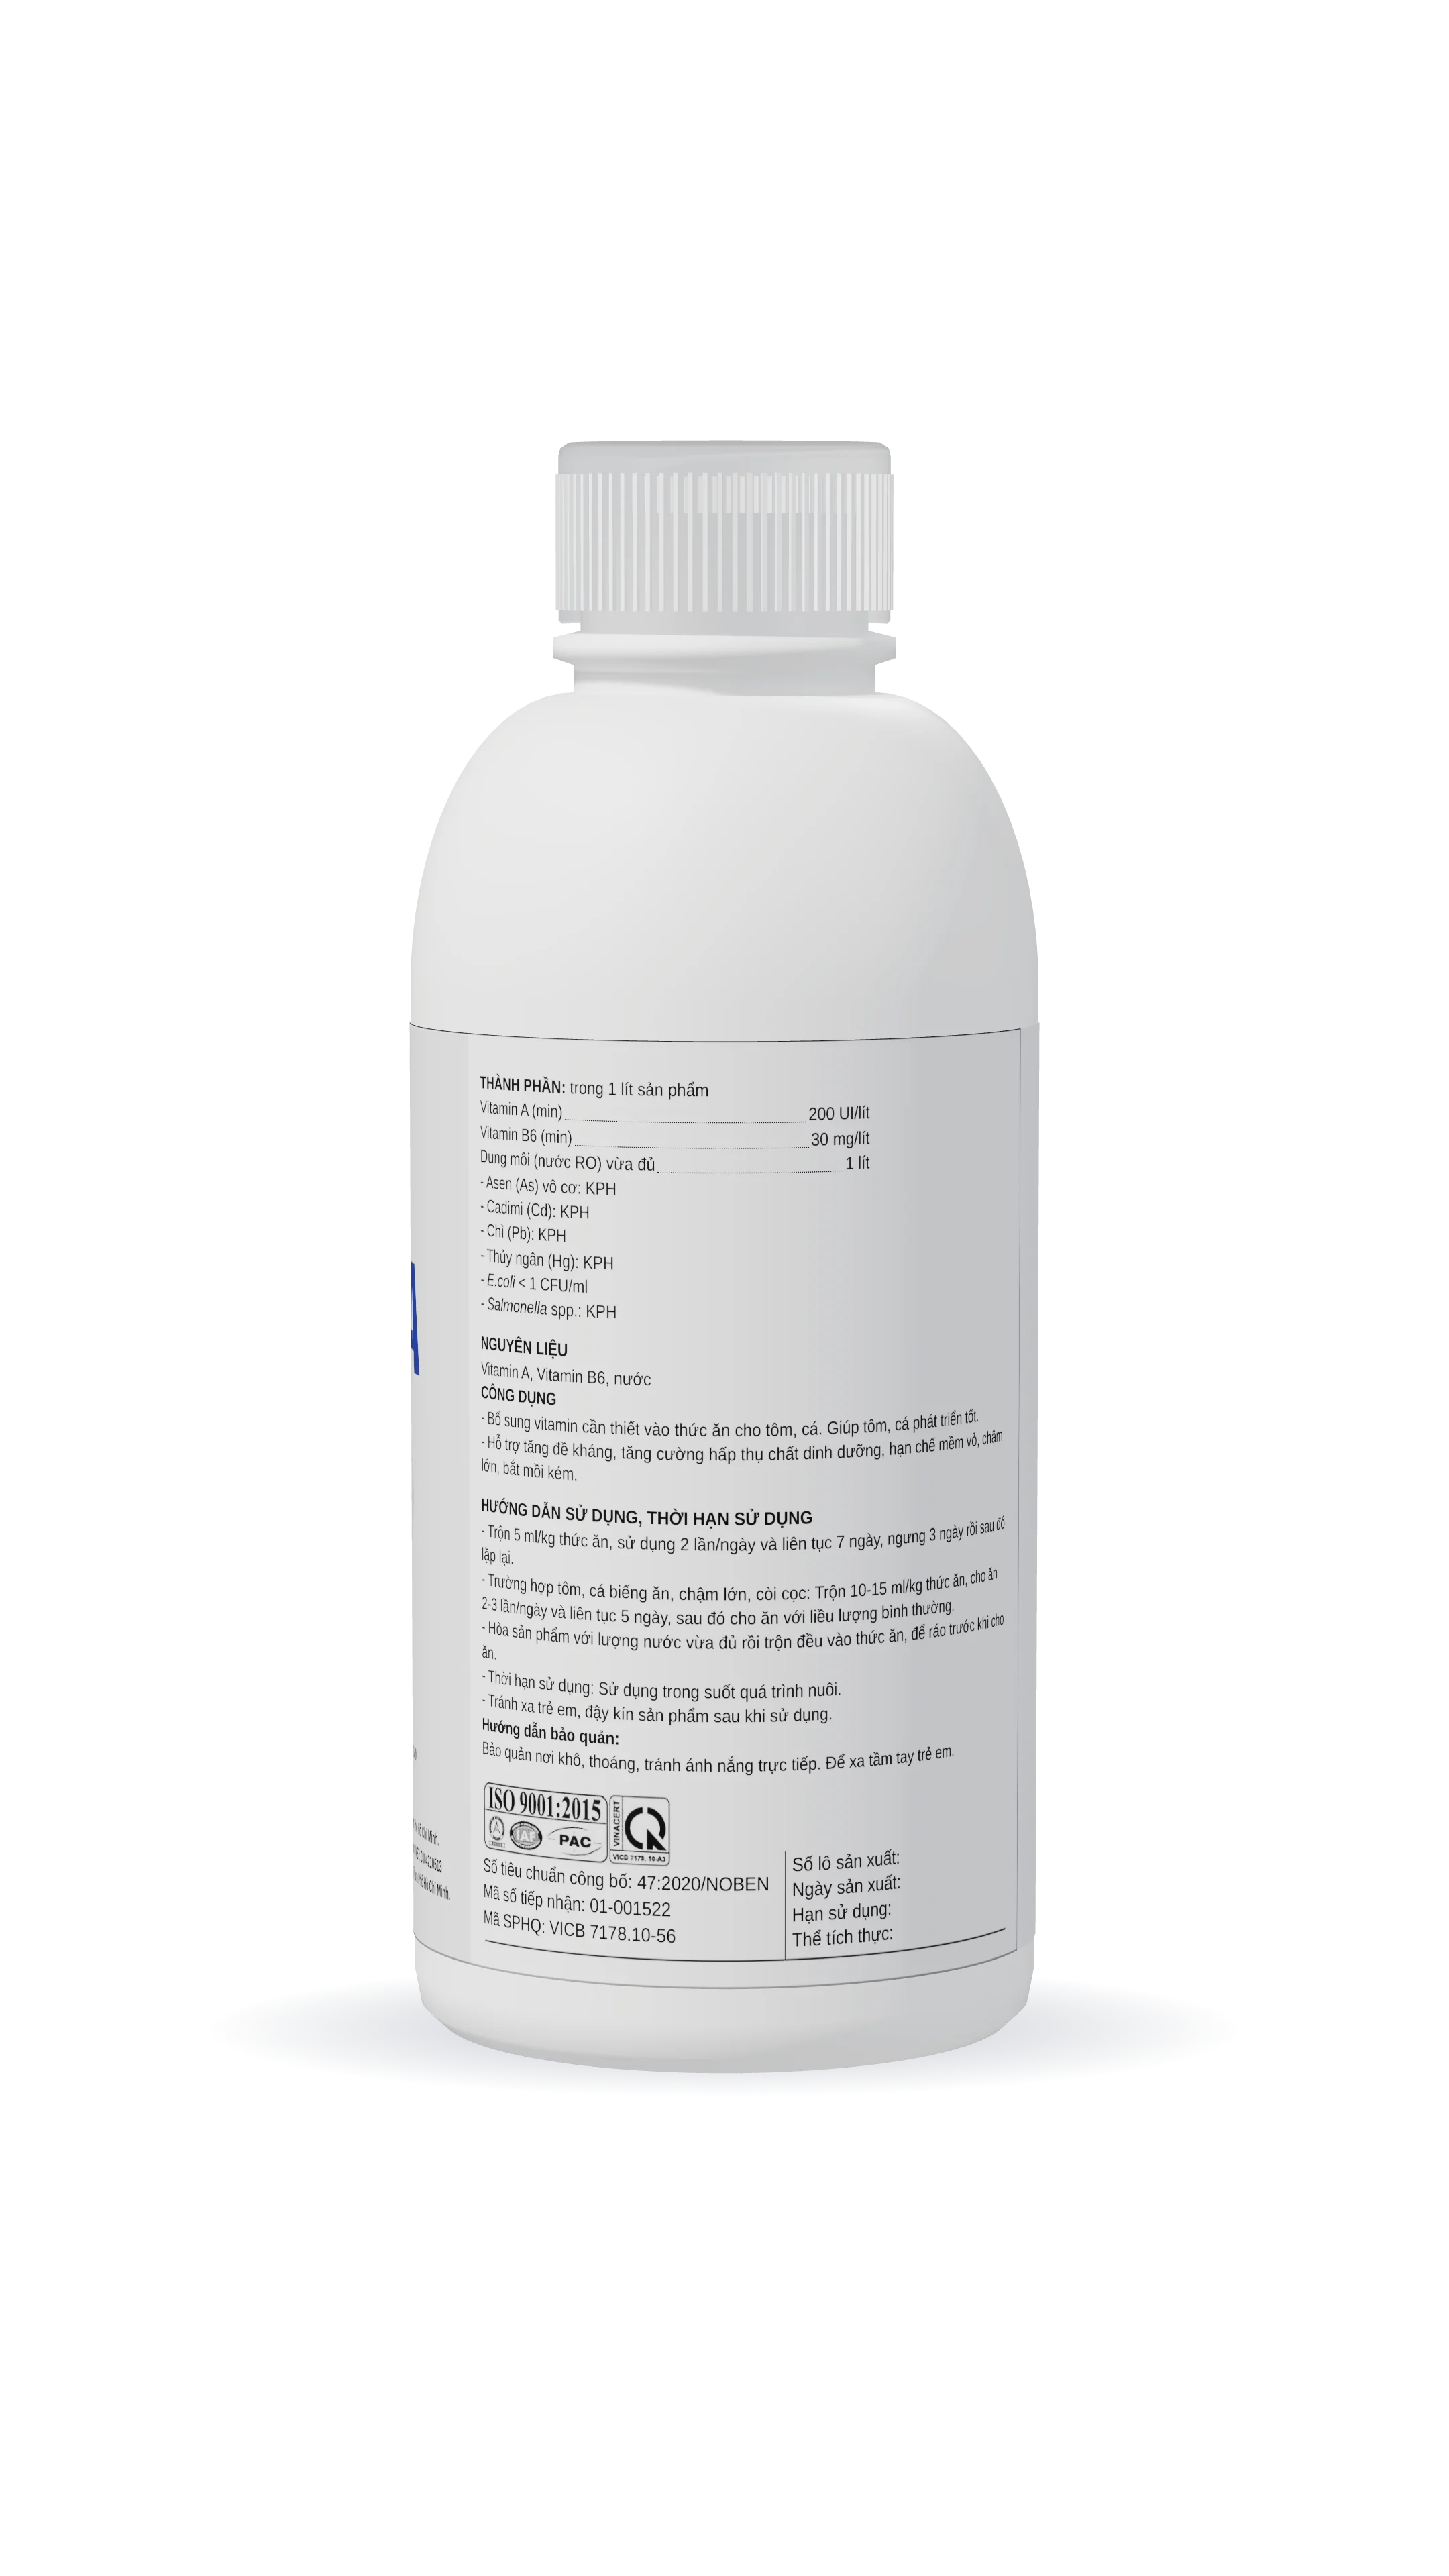 THÀNH PHẦN: trong 1 lít sản phẩm
Vitamin A (min) 200 UI/lít
Vitamin B6 (min) 30 mg/lít
Dung môi (nước RO) vừa đủ 1 lít
- Asen (As) vô cơ: KPH
- Cadimi (Cd): KPH
- Chì (Pb): KPH
- Thủy ngân (Hg): KPH
- E.coli < 1 CFU/ml
- Salmonella spp.: KPH
NGUYÊN LIỆU
Vitamin A, Vitamin B6, nước
CÔNG DỤNG
- Bổ sung vitamin cần thiết vào thức ăn cho tôm, cá. Giúp tôm, cá phát triển tốt.
- Hỗ trợ tăng đề kháng, tăng cường hấp thụ chất dinh dưỡng, hạn chế mềm vỏ, chậm
lớn, bắt mồi kém.
HƯỚNG DẪN SỬ DỤNG, THỜI HẠN SỬ DỤNG
- Trộn 5 ml/kg thức ăn, sử dụng 2 lần/ngày và liên tục 7 ngày, ngưng 3 ngày rồi sau đó
lặp lại.
- Trường hợp tôm, cá biếng ăn, chậm lớn, còi cọc: Trộn 10-15 ml/kg thức ăn, cho ăn
2-3 lần/ngày và liên tục 5 ngày, sau đó cho ăn với liều lượng bình thường.
- Hòa sản phẩm với lượng nước vừa đủ rồi trộn đều vào thức ăn, để ráo trước khi cho
ăn.
- Thời hạn sử dụng: Sử dụng trong suốt quá trình nuôi.
- Tránh xa trẻ em, đậy kín sản phẩm sau khi sử dụng.
Hướng dẫn bảo quản:
Bảo quản nơi khô, thoáng, tránh ánh nắng trực tiếp. Để xa tầm tay trẻ em.
ISO 9001:2015
IAF PAC
VINACERT
VICB 7178. 10-A3
Số tiêu chuẩn công bố: 47:2020/NOBEN
Mã số tiếp nhận: 01-001522
Mã SPHQ: VICB 7178.10-56
Số lô sản xuất:
Ngày sản xuất:
Hạn sử dụng:
Thể tích thực:
A
Hồ Chí Minh.
Hồ Chí Minh.